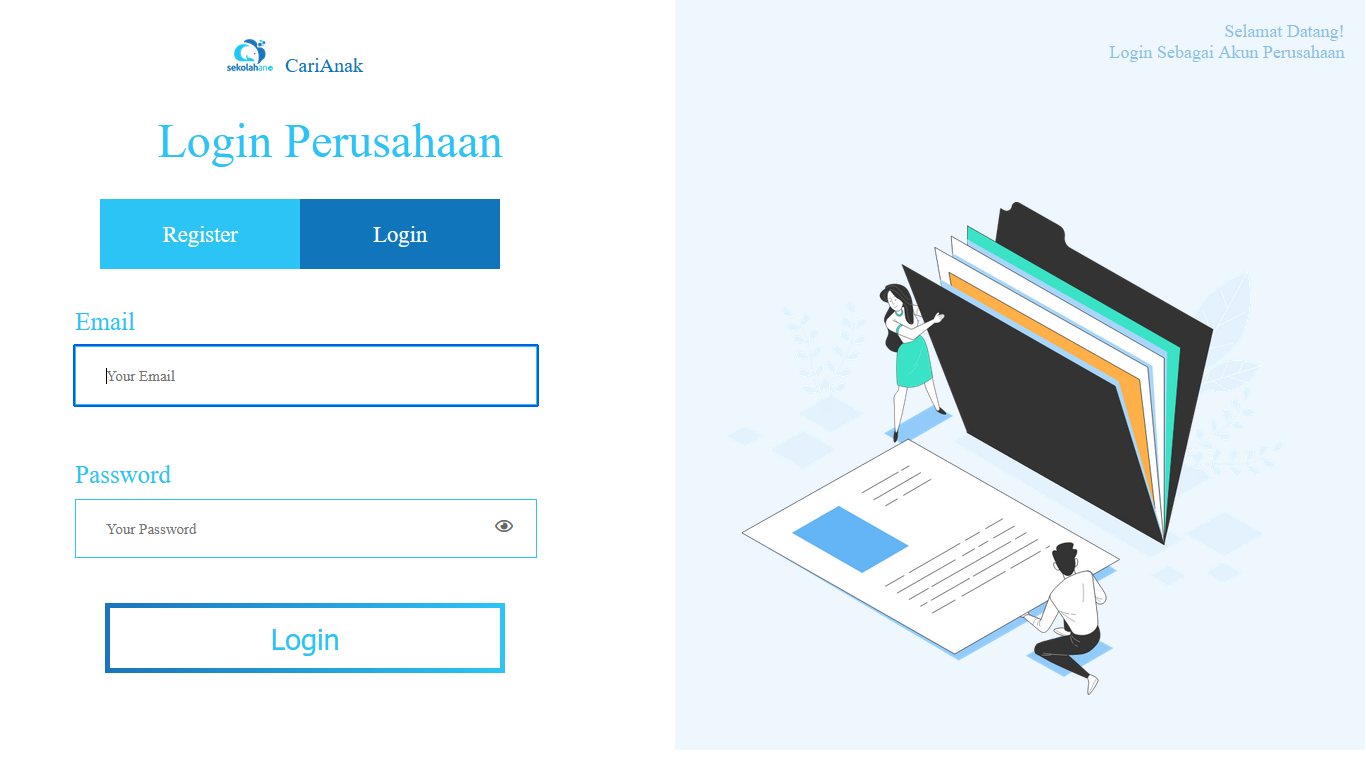 sekolahane CariAnak
Login Perusahaan
Register Login
Email
Your Email
Password
Your Password
Login
Selamat Datang!
Login Sebagai Akun Perusahaan